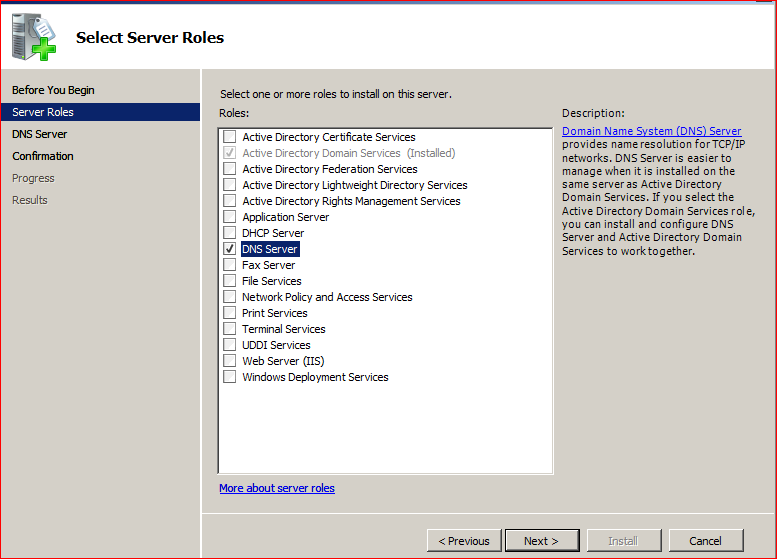 Select Server Roles
Before You Begin
Server Roles
DNS Server
Confirmation
Progress
Results
Select one or more roles to install on this server.
Roles:
Active Directory Certificate Services
Active Directory Domain Services  (Installed)
Active Directory Federation Services
Active Directory Lightweight Directory Services
Active Directory Rights Management Services
Application Server
DHCP Server
DNS Server
Fax Server
File Services
Network Policy and Access Services
Print Services
Terminal Services
UDDI Services
Web Server (IIS)
Windows Deployment Services
More about server roles
Description:
Domain Name System (DNS) Server
provides name resolution for TCP/IP
networks. DNS Server is easier to
manage when it is installed on the
same server as Active Directory
Domain Services. If you select the
Active Directory Domain Services role,
you can install and configure DNS
Server and Active Directory Domain
Services to work together.
< Previous
Next >
Install
Cancel